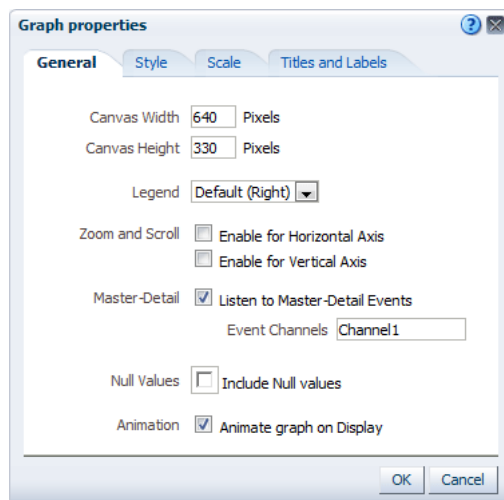 Graph properties
General Style Scale Titles and Labels
Canvas Width 640 Pixels
Canvas Height 330 Pixels
Legend Default (Right)
Zoom and Scroll Enable for Horizontal Axis
Enable for Vertical Axis
Master-Detail Listen to Master-Detail Events
Event Channels Channel1
Null Values Include Null values
Animation Animate graph on Display
OK Cancel